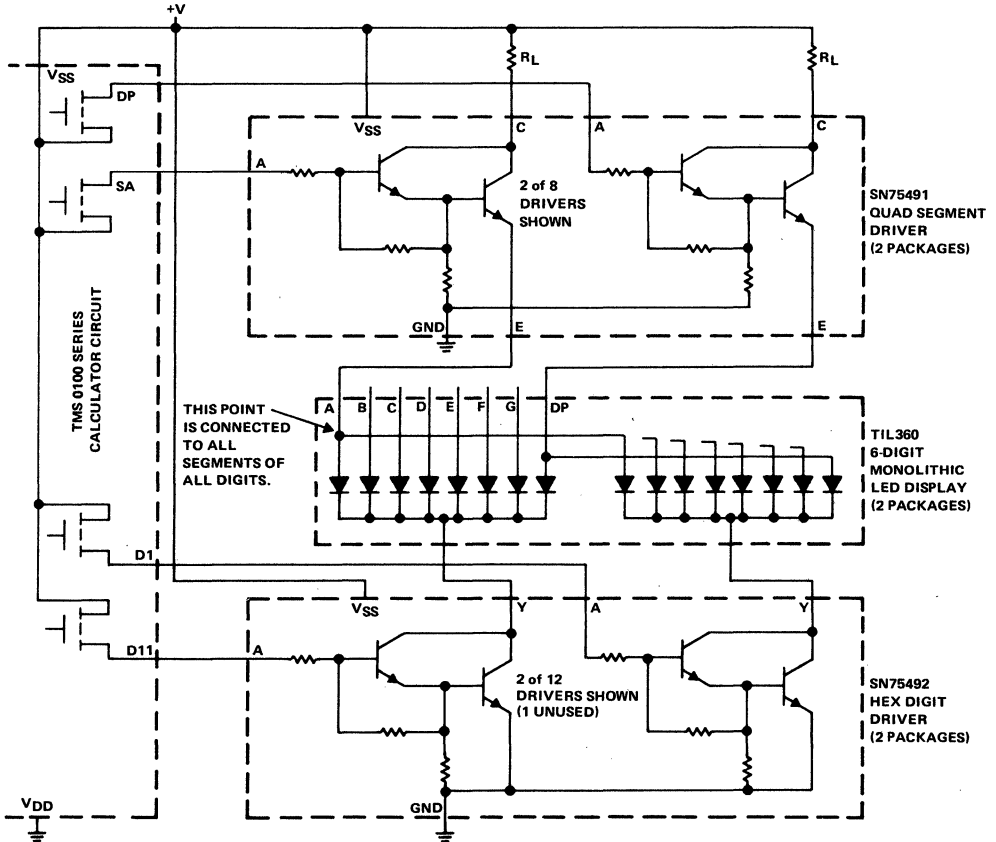 +V
RL
RL
VSS
DP
VSS
C
A
C
A
SA
2 of 8
DRIVERS
SHOWN
SN75491
QUAD SEGMENT
DRIVER
(2 PACKAGES)
TMS 0100 SERIES
CALCULATOR CIRCUIT
GND
E
E
THIS POINT
IS CONNECTED
TO ALL
SEGMENTS OF
ALL DIGITS.
A
B
C
D
E
F
G
DP
TIL360
6-DIGIT
MONOLITHIC
LED DISPLAY
(2 PACKAGES)
D1
VSS
Y
A
Y
D11
A
2 of 12
DRIVERS SHOWN
(1 UNUSED)
SN75492
HEX DIGIT
DRIVER
(2 PACKAGES)
VDD
GND